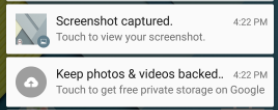 Screenshot captured.
4:22 PM
Touch to view your screenshot.
Keep photos & videos backed..
4:22 PM
Touch to get free private storage on Google